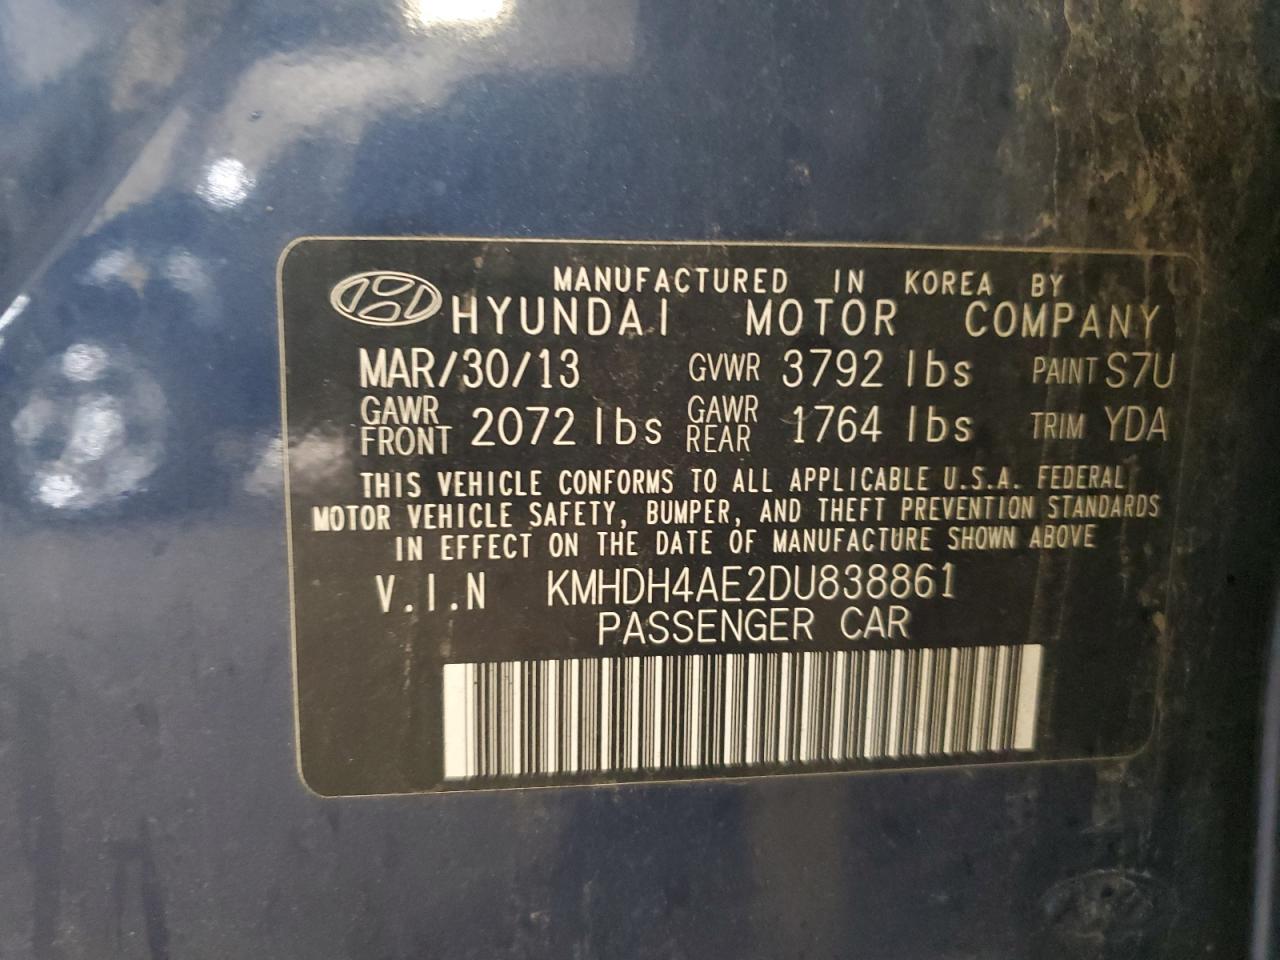 MANUFACTURED IN KOREA BY
HYUNDAI MOTOR COMPANY
MAR/30/13 GVWR 3792 lbs PAINT S7U
GAWR FRONT 2072 lbs GAWR REAR 1764 lbs TRIM YDA
THIS VEHICLE CONFORMS TO ALL APPLICABLE U.S.A. FEDERAL
MOTOR VEHICLE SAFETY, BUMPER, AND THEFT PREVENTION STANDARDS
IN EFFECT ON THE DATE OF MANUFACTURE SHOWN ABOVE
V.I.N KMHDH4AE2DU838861
PASSENGER CAR